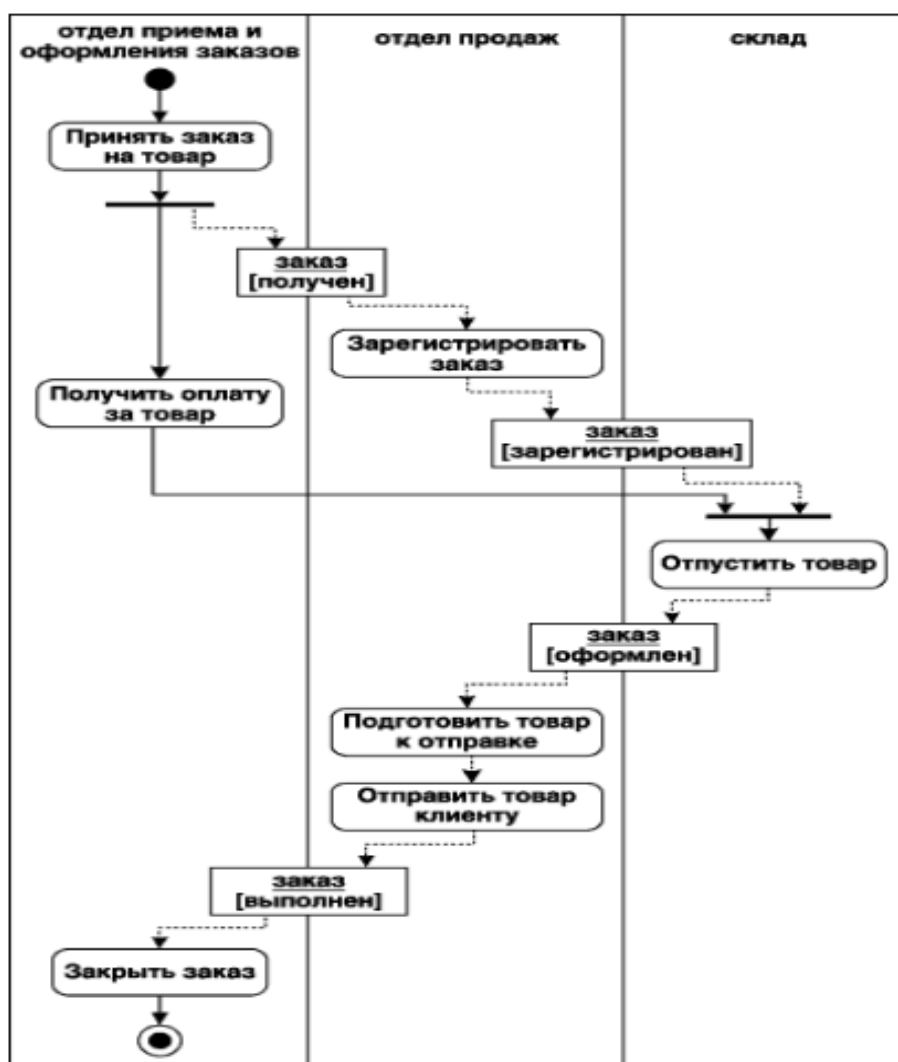 отдел приема и
оформления заказов
отдел продаж
склад
Принять заказ
на товар
заказ
[получен]
Зарегистрировать
заказ
Получить оплату
за товар
заказ
[зарегистрирован]
Отпустить товар
заказ
[оформлен]
Подготовить товар
к отправке
Отправить товар
клиенту
заказ
[выполнен]
Закрыть заказ